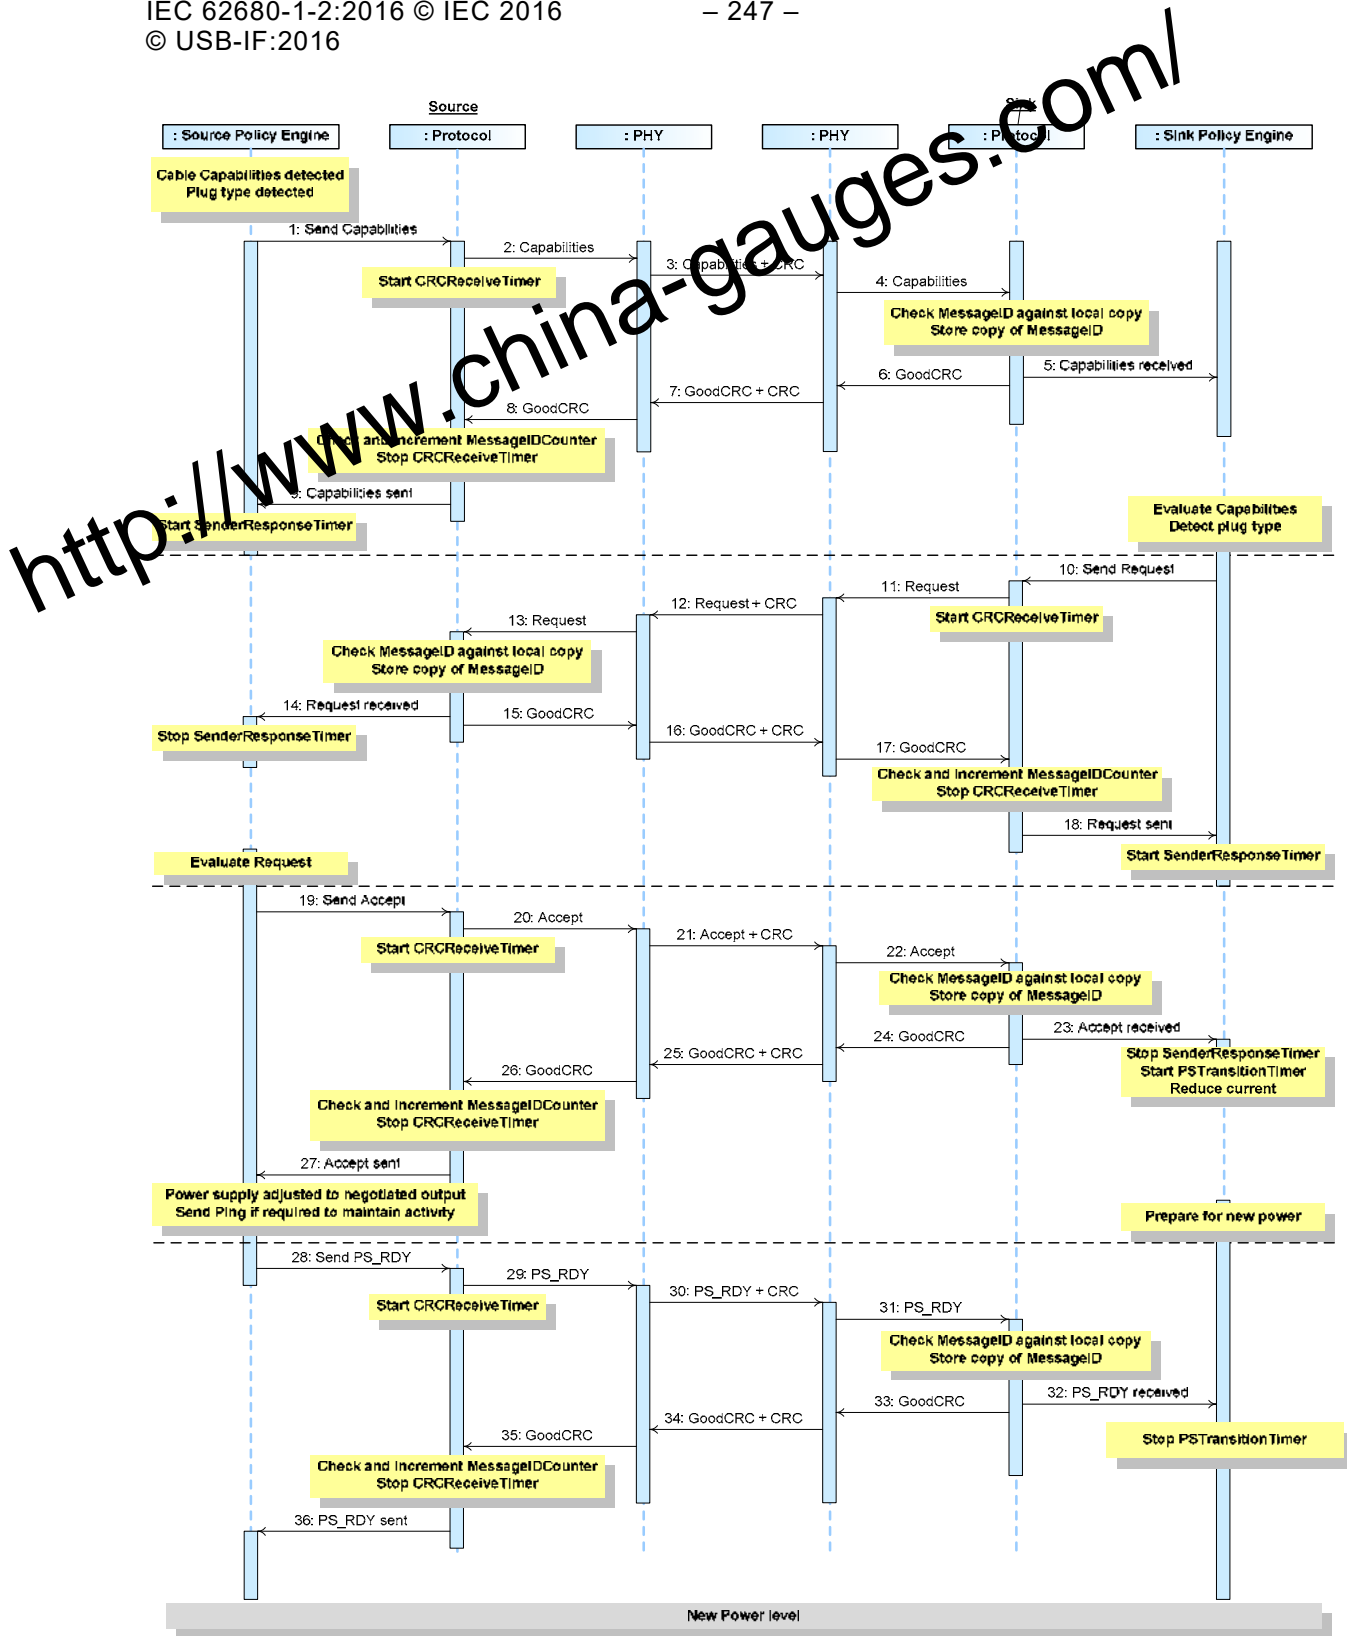 IEC 62680-1-2:2016 © IEC 2016 – 247 –
© USB-IF:2016
http://www.china-gauges.com/
Source
Sink
: Source Policy Engine
: Protocol
: PHY
: PHY
: Protocol
: Sink Policy Engine
Cable Capabilities detected
Plug type detected
1: Send Capabilities
2: Capabilities
3: Capabilities + CRC
Start CRCReceiveTimer
4: Capabilities
Check MessageID against local copy
Store copy of MessageID
5: Capabilities received
6: GoodCRC
7: GoodCRC + CRC
8: GoodCRC
Check and Increment MessageIDCounter
Stop CRCReceiveTimer
9: Capabilities sent
Start SenderResponseTimer
Evaluate Capabilities
Detect plug type
10: Send Request
11: Request
Start CRCReceiveTimer
12: Request + CRC
13: Request
Check MessageID against local copy
Store copy of MessageID
14: Request received
15: GoodCRC
Stop SenderResponseTimer
16: GoodCRC + CRC
17: GoodCRC
Check and Increment MessageIDCounter
Stop CRCReceiveTimer
18: Request sent
Start SenderResponseTimer
Evaluate Request
19: Send Accept
20: Accept
Start CRCReceiveTimer
21: Accept + CRC
22: Accept
Check MessageID against local copy
Store copy of MessageID
23: Accept received
24: GoodCRC
25: GoodCRC + CRC
26: GoodCRC
Stop SenderResponseTimer
Start PSTransitionTimer
Reduce current
Check and Increment MessageIDCounter
Stop CRCReceiveTimer
27: Accept sent
Power supply adjusted to negotiated output
Send Ping if required to maintain activity
Prepare for new power
28: Send PS_RDY
29: PS_RDY
Start CRCReceiveTimer
30: PS_RDY + CRC
31: PS_RDY
Check MessageID against local copy
Store copy of MessageID
32: PS_RDY received
33: GoodCRC
34: GoodCRC + CRC
35: GoodCRC
Stop PSTransitionTimer
Check and Increment MessageIDCounter
Stop CRCReceiveTimer
36: PS_RDY sent
New Power level